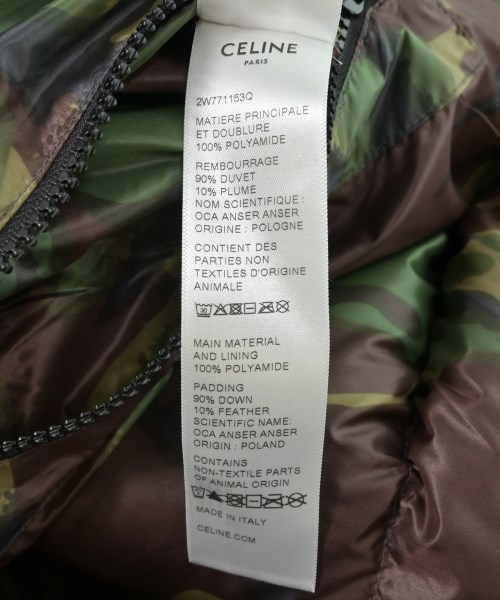 CELINE
PARIS
2W771153Q
MATIERE PRINCIPALE
ET DOUBLURE
100% POLYAMIDE
REMBOURRAGE
90% DUVET
10% PLUME
NOM SCIENTIFIQUE :
OCA ANSER ANSER
ORIGINE : POLOGNE
CONTIENT DES
PARTIES NON
TEXTILES D'ORIGINE
ANIMALE
30
MAIN MATERIAL
AND LINING
100% POLYAMIDE
PADDING
90% DOWN
10% FEATHER
SCIENTIFIC NAME:
OCA ANSER ANSER
ORIGIN : POLAND
CONTAINS
NON-TEXTILE PARTS
OF ANIMAL ORIGIN
MADE IN ITALY
CELINE.COM